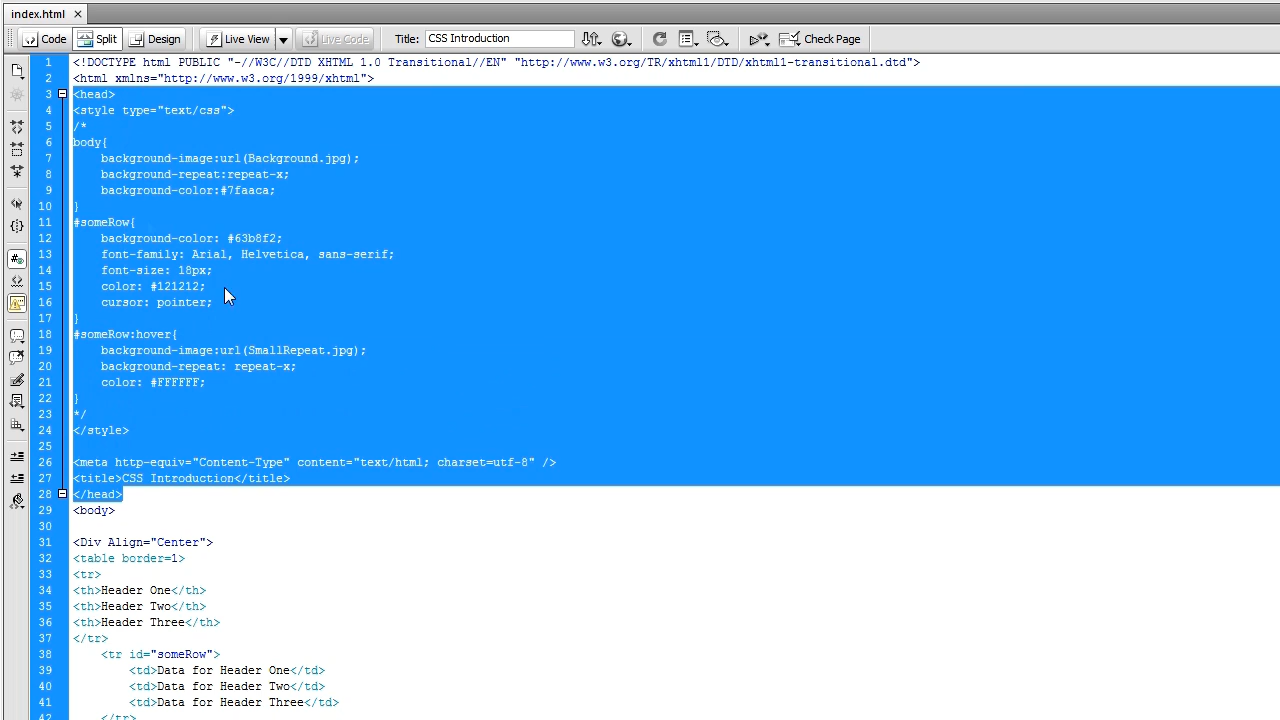 index.html
Code Split Design Live View Live Code Title: CSS Introduction Check Page
1 <!DOCTYPE html PUBLIC "-//W3C//DTD XHTML 1.0 Transitional//EN" "http://www.w3.org/TR/xhtml1/DTD/xhtml1-transitional.dtd">
2 <html xmlns="http://www.w3.org/1999/xhtml">
3 <head>
4 <style type="text/css">
5 /*
6 body{
7 background-image:url(Background.jpg);
8 background-repeat:repeat-x;
9 background-color:#7faaca;
10 }
11 #someRow{
12 background-color: #63b8f2;
13 font-family: Arial, Helvetica, sans-serif;
14 font-size: 18px;
15 color: #121212;
16 cursor: pointer;
17 }
18 #someRow:hover{
19 background-image:url(SmallRepeat.jpg);
20 background-repeat: repeat-x;
21 color: #FFFFFF;
22 }
23 */
24 </style>
25
26 <meta http-equiv="Content-Type" content="text/html; charset=utf-8" />
27 <title>CSS Introduction</title>
28 </head>
29 <body>
30
31 <Div Align="Center">
32 <table border=1>
33 <tr>
34 <th>Header One</th>
35 <th>Header Two</th>
36 <th>Header Three</th>
37 </tr>
38 <tr id="someRow">
39 <td>Data for Header One</td>
40 <td>Data for Header Two</td>
41 <td>Data for Header Three</td>
42 </tr>